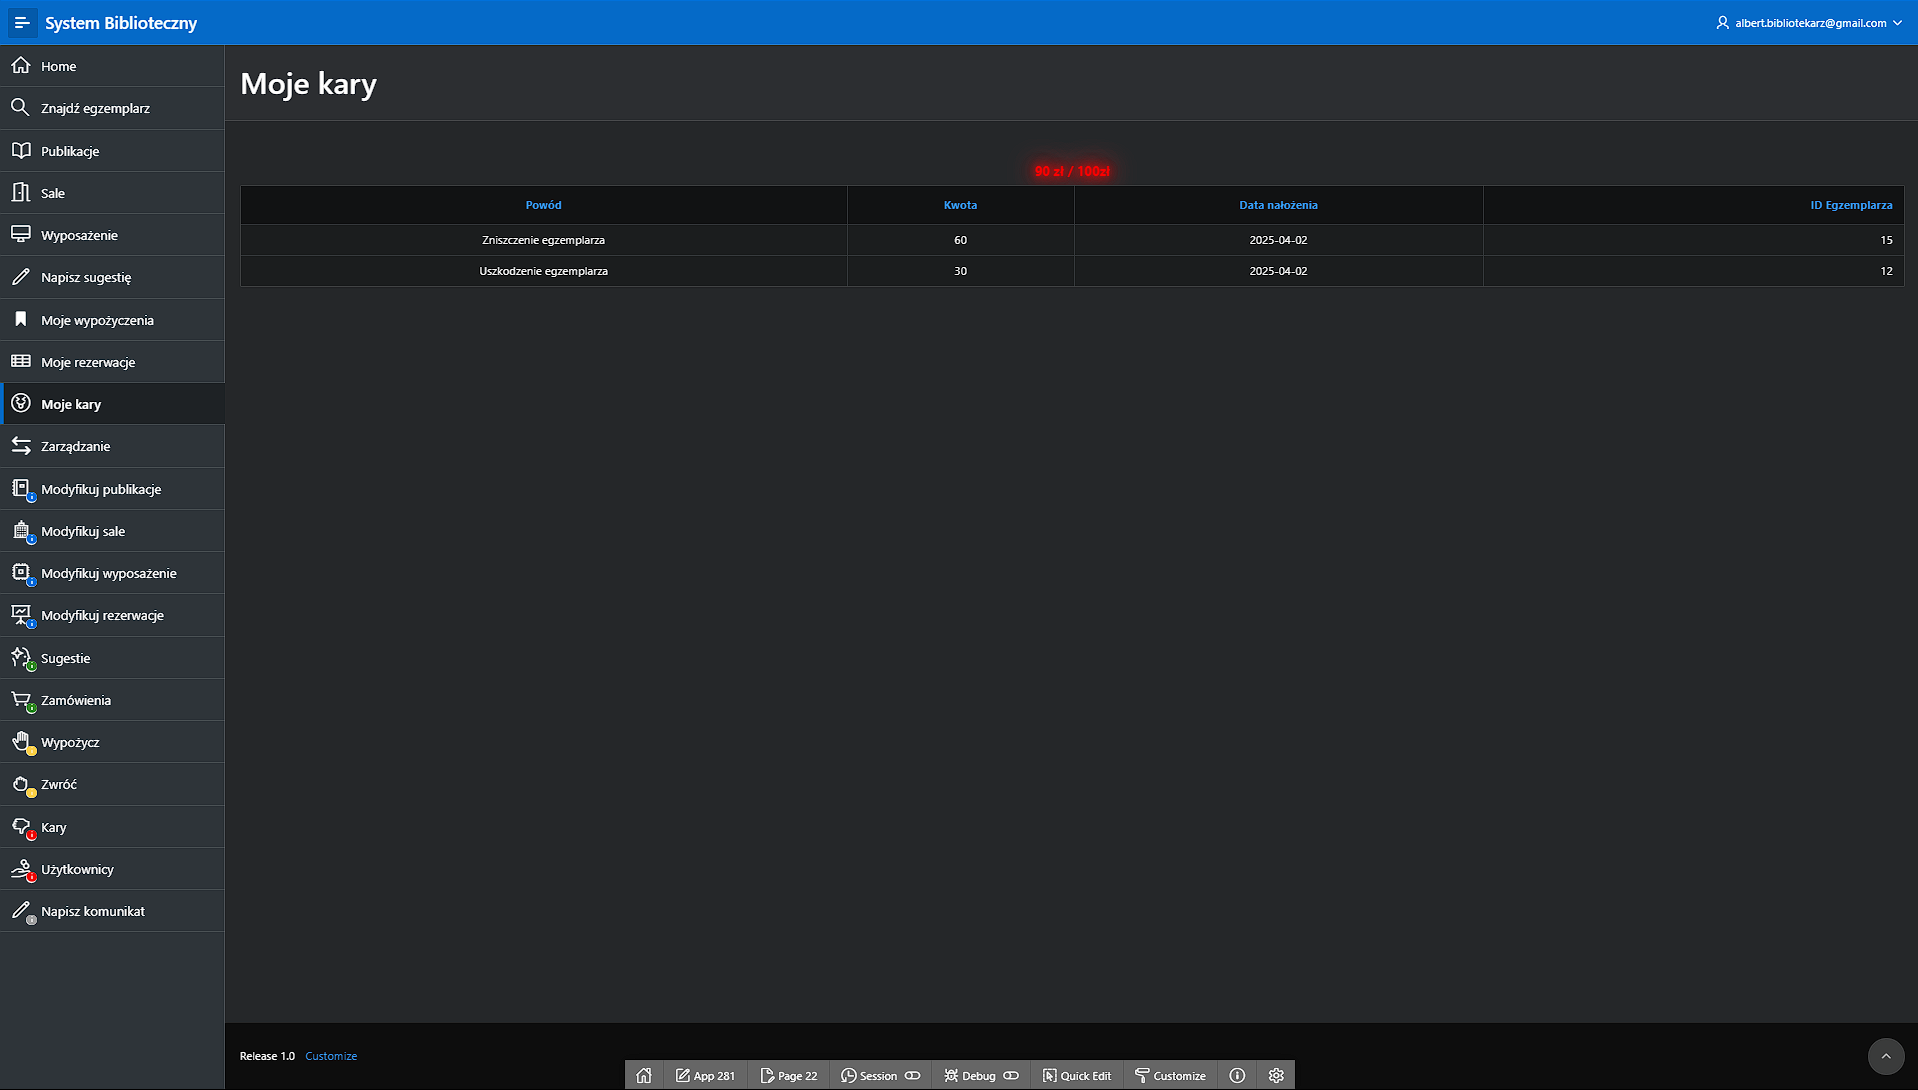 System Biblioteczny
albert.bibliotekarz@gmail.com
Home
Znajdź egzemplarz
Publikacje
Sale
Wyposażenie
Napisz sugestię
Moje wypożyczenia
Moje rezerwacje
Moje kary
Zarządzanie
Modyfikuj publikacje
Modyfikuj sale
Modyfikuj wyposażenie
Modyfikuj rezerwacje
Sugestie
Zamówienia
Wypożycz
Zwróć
Kary
Użytkownicy
Napisz komunikat
Moje kary
90 zł / 100zł
Powód Kwota Data nałożenia ID Egzemplarza
Zniszczenie egzemplarza 60 2025-04-02 15
Uszkodzenie egzemplarza 30 2025-04-02 12
Release 1.0 Customize
App 281 Page 22 Session Debug Quick Edit Customize